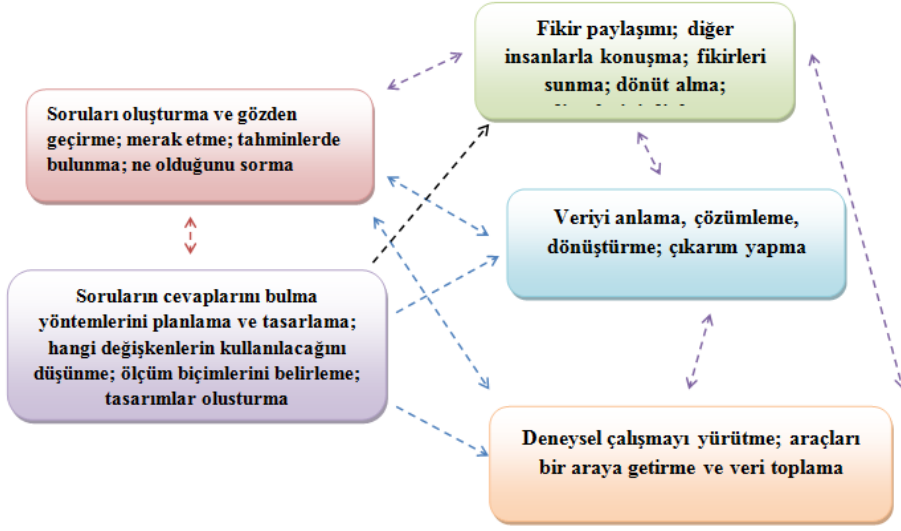 Fikir paylaşımı; diğer
insanlarla konuşma; fikirleri
sunma; dönüt alma;
Soruları oluşturma ve gözden
geçirme; merak etme; tahminlerde
bulunma; ne olduğunu sorma
Veriyi anlama, çözümleme,
dönüştürme; çıkarım yapma
Soruların cevaplarını bulma
yöntemlerini planlama ve tasarlama;
hangi değişkenlerin kullanılacağını
düşünme; ölçüm biçimlerini belirleme;
tasarımlar olusturma
Deneysel çalışmayı yürütme; araçları
bir araya getirme ve veri toplama